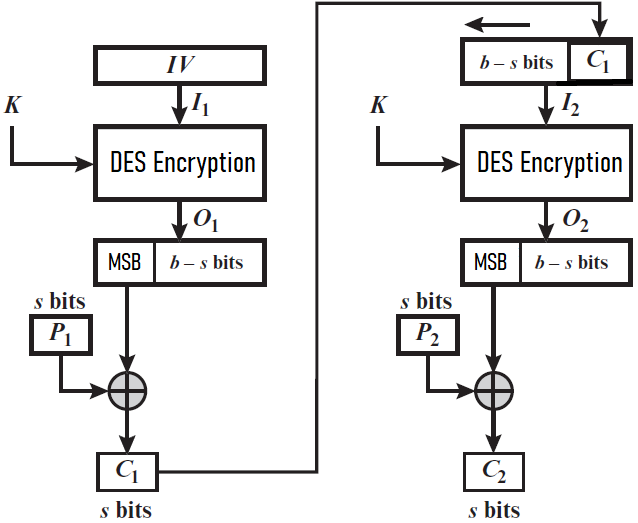 IV
I1
K
DES Encryption
O1
MSB
b – s bits
s bits
P1
C1
s bits
b – s bits
C1
I2
K
DES Encryption
O2
MSB
b – s bits
s bits
P2
C2
s bits